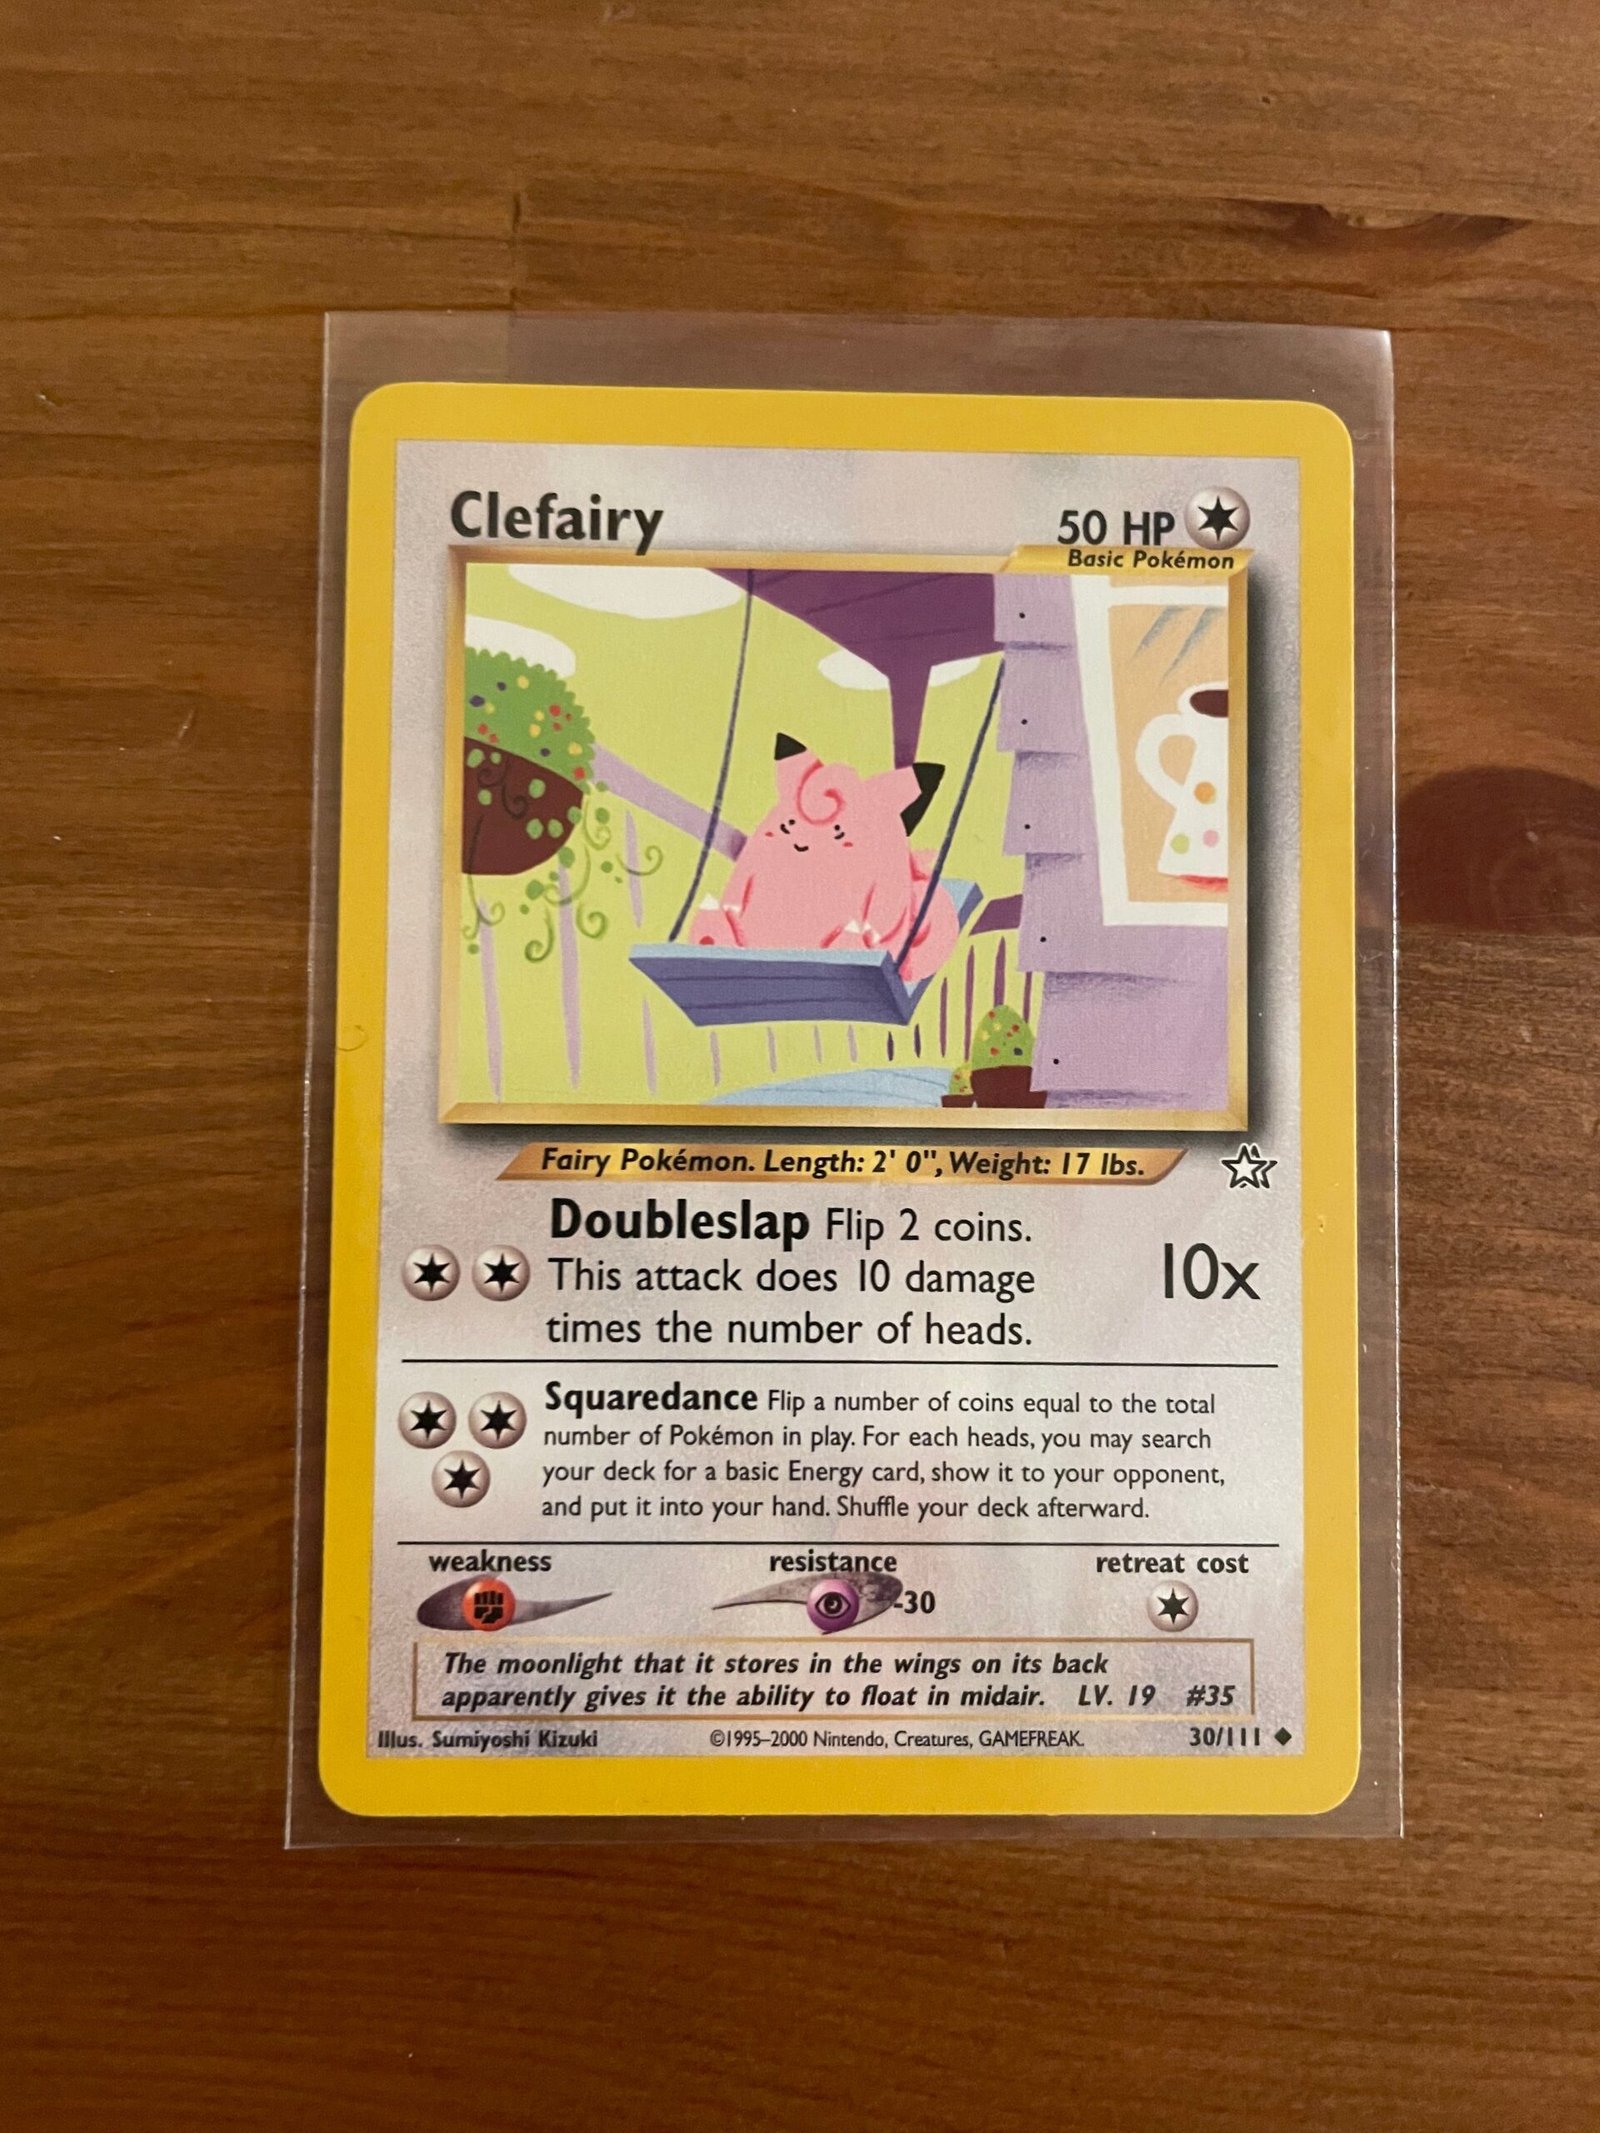 Clefairy
50 HP
Basic Pokémon
Fairy Pokémon. Length: 2' 0", Weight: 17 lbs.
Doubleslap Flip 2 coins.
This attack does 10 damage
times the number of heads.
10x
Squaredance Flip a number of coins equal to the total
number of Pokémon in play. For each heads, you may search
your deck for a basic Energy card, show it to your opponent,
and put it into your hand. Shuffle your deck afterward.
weakness
resistance
-30
retreat cost
The moonlight that it stores in the wings on its back
apparently gives it the ability to float in midair. LV. 19 #35
Illus. Sumiyoshi Kizuki
©1995–2000 Nintendo, Creatures, GAMEFREAK.
30/111